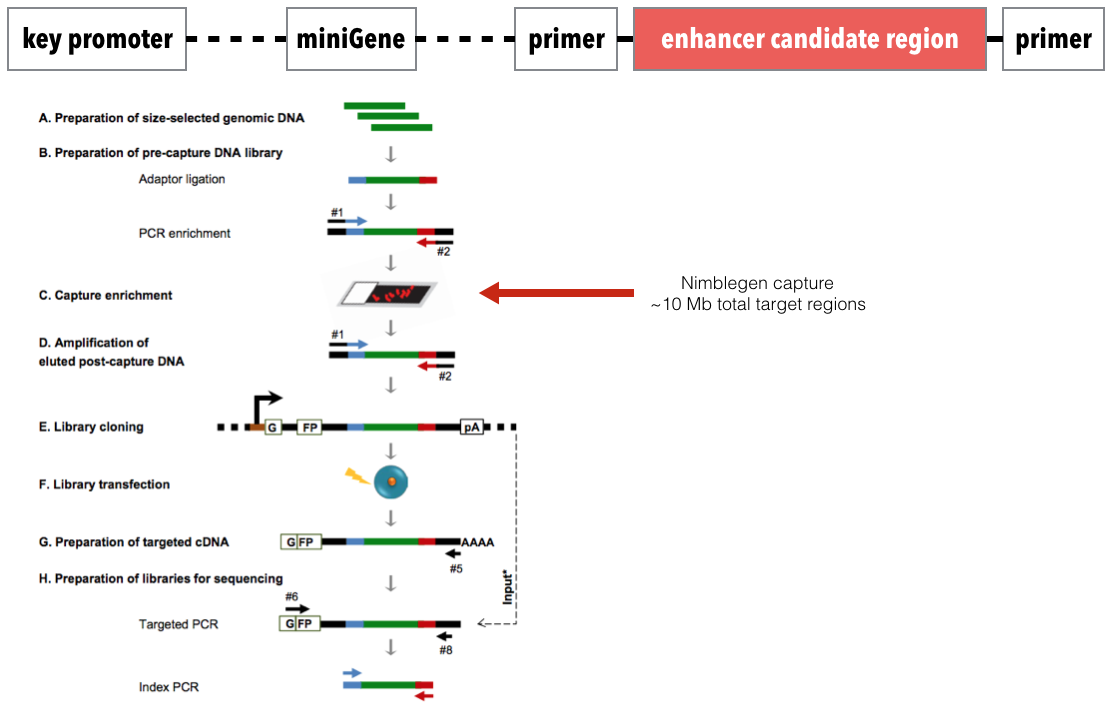 key promoter
miniGene
primer
enhancer candidate region
primer
A. Preparation of size-selected genomic DNA
B. Preparation of pre-capture DNA library
Adaptor ligation
#1
PCR enrichment
#2
C. Capture enrichment
Nimblegen capture
~10 Mb total target regions
#1
D. Amplification of
eluted post-capture DNA
#2
E. Library cloning
G
FP
pA
F. Library transfection
G. Preparation of targeted cDNA
G FP
AAAA
#5
H. Preparation of libraries for sequencing
Input*
#6
Targeted PCR
G FP
#8
Index PCR